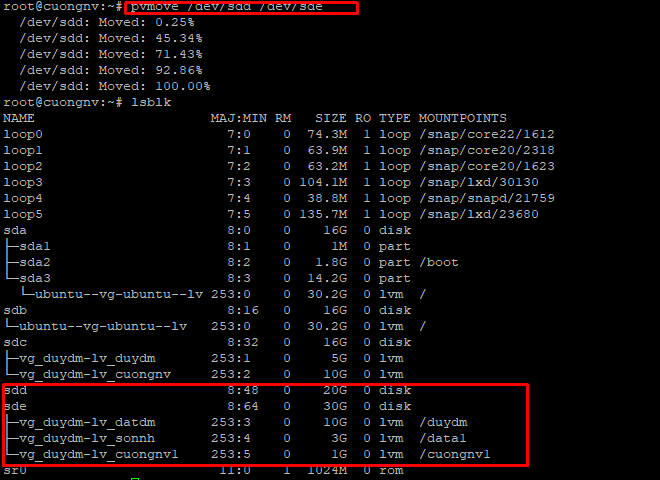 root@cuongnv:~# pvmove /dev/sdd /dev/sde
  /dev/sdd: Moved: 0.25%
  /dev/sdd: Moved: 45.34%
  /dev/sdd: Moved: 71.43%
  /dev/sdd: Moved: 92.86%
  /dev/sdd: Moved: 100.00%
root@cuongnv:~# lsblk
NAME                      MAJ:MIN RM   SIZE RO TYPE MOUNTPOINTS
loop0                       7:0    0  74.3M  1 loop /snap/core22/1612
loop1                       7:1    0  63.9M  1 loop /snap/core20/2318
loop2                       7:2    0  63.2M  1 loop /snap/core20/1623
loop3                       7:3    0 104.1M  1 loop /snap/lxd/30130
loop4                       7:4    0  38.8M  1 loop /snap/snapd/21759
loop5                       7:5    0 135.7M  1 loop /snap/lxd/23680
sda                         8:0    0    16G  0 disk
├─sda1                      8:1    0     1M  0 part
├─sda2                      8:2    0   1.8G  0 part /boot
└─sda3                      8:3    0  14.2G  0 part
  └─ubuntu--vg-ubuntu--lv 253:0    0  30.2G  0 lvm  /
sdb                         8:16   0    16G  0 disk
└─ubuntu--vg-ubuntu--lv   253:0    0  30.2G  0 lvm  /
sdc                         8:32   0    16G  0 disk
├─vg_duydm-lv_duydm       253:1    0     5G  0 lvm
└─vg_duydm-lv_cuongnv     253:2    0    10G  0 lvm
sdd                         8:48   0    20G  0 disk
sde                         8:64   0    30G  0 disk
├─vg_duydm-lv_datdm       253:3    0    10G  0 lvm  /duydm
├─vg_duydm-lv_sonnh       253:4    0     3G  0 lvm  /data1
└─vg_duydm-lv_cuongnv1    253:5    0     1G  0 lvm  /cuongnv1
sr0                        11:0    1  1024M  0 rom